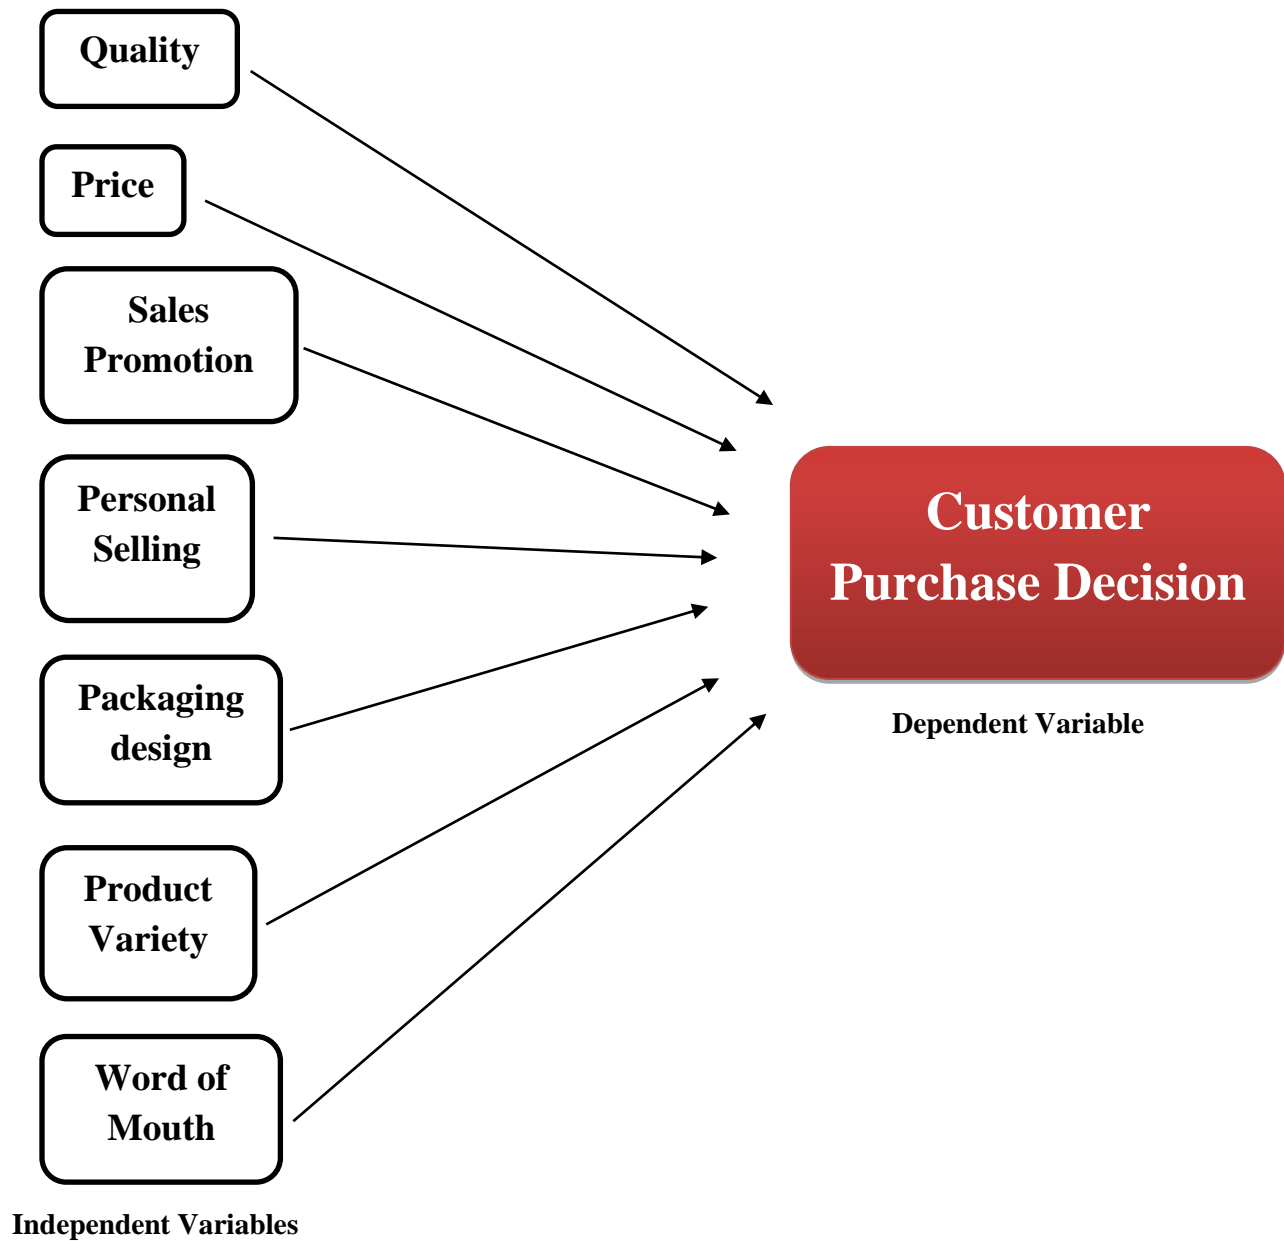 Quality
Price
Sales
Promotion
Personal
Selling
Packaging
design
Product
Variety
Word of
Mouth
Independent Variables
Customer
Purchase Decision
Dependent Variable